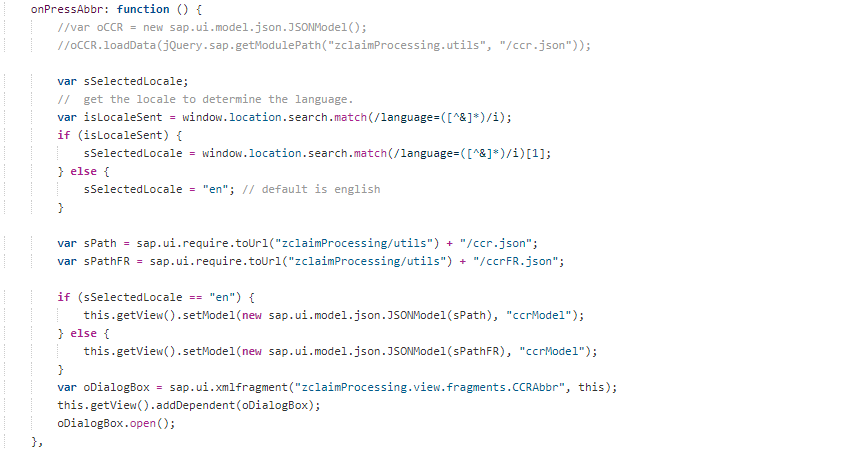 onPressAbbr: function () {
//var oCCR = new sap.ui.model.json.JSONModel();
//oCCR.loadData(jQuery.sap.getModulePath("zclaimProcessing.utils", "/ccr.json"));
var sSelectedLocale;
//  get the locale to determine the language.
var isLocaleSent = window.location.search.match(/language=([^&]*)/i);
if (isLocaleSent) {
sSelectedLocale = window.location.search.match(/language=([^&]*)/i)[1];
} else {
sSelectedLocale = "en"; // default is english
}
var sPath = sap.ui.require.toUrl("zclaimProcessing/utils") + "/ccr.json";
var sPathFR = sap.ui.require.toUrl("zclaimProcessing/utils") + "/ccrFR.json";
if (sSelectedLocale == "en") {
this.getView().setModel(new sap.ui.model.json.JSONModel(sPath), "ccrModel");
} else {
this.getView().setModel(new sap.ui.model.json.JSONModel(sPathFR), "ccrModel");
}
var oDialogBox = sap.ui.xmlfragment("zclaimProcessing.view.fragments.CCRAbbr", this);
this.getView().addDependent(oDialogBox);
oDialogBox.open();
},